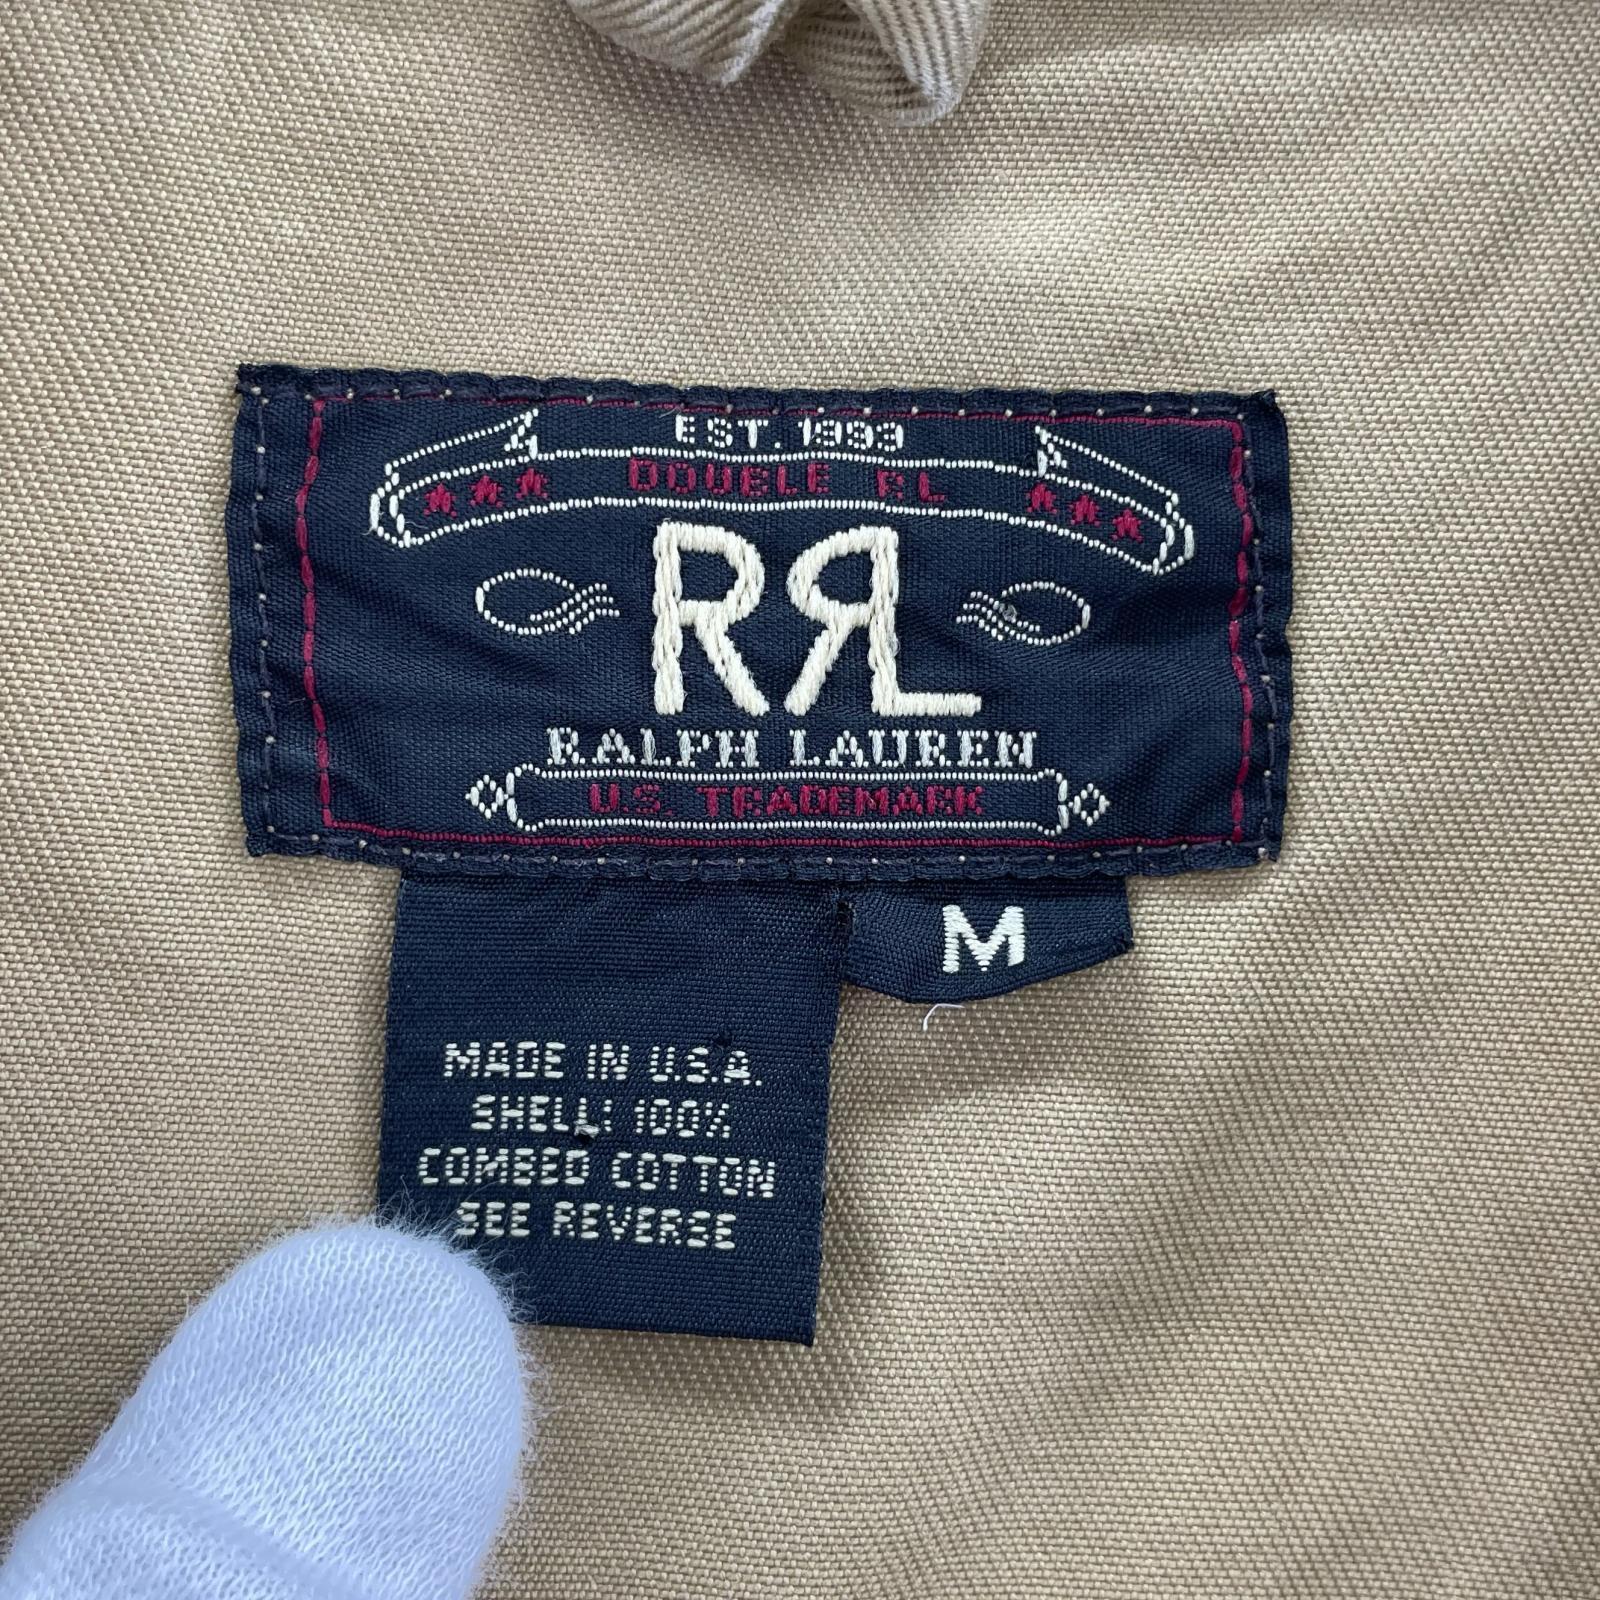 EST. 1993
DOUBLE RL
RRL
RALPH LAUREN
U.S. TRADEMARK
M
MADE IN U.S.A.
SHELL: 100%
COMBED COTTON
SEE REVERSE